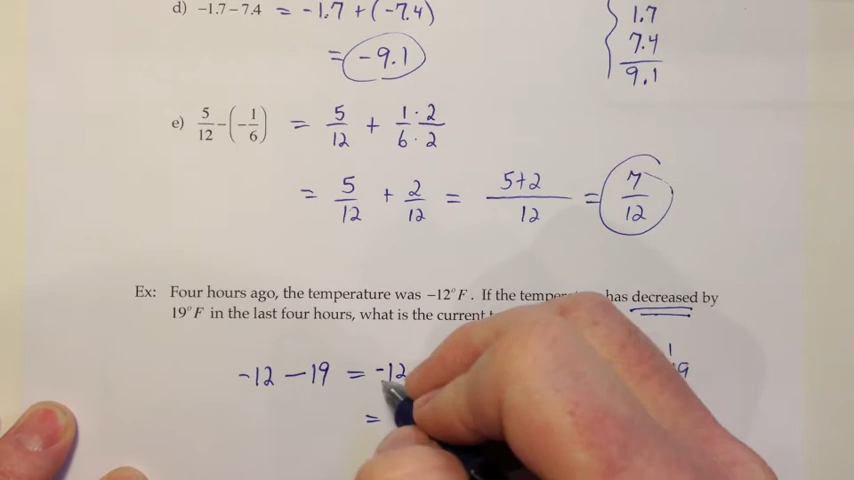 d) -1.7 - 7.4 = -1.7 + (-7.4)
= -9.1
1.7
7.4
9.1
e) 5/12 - (-1/6) = 5/12 + 1·2/6·2
= 5/12 + 2/12 = 5+2/12 = 7/12
Ex: Four hours ago, the temperature was -12°F. If the has decreased by
19°F in the last four hours, what is the current
-12 - 19 = -12
=
1
9